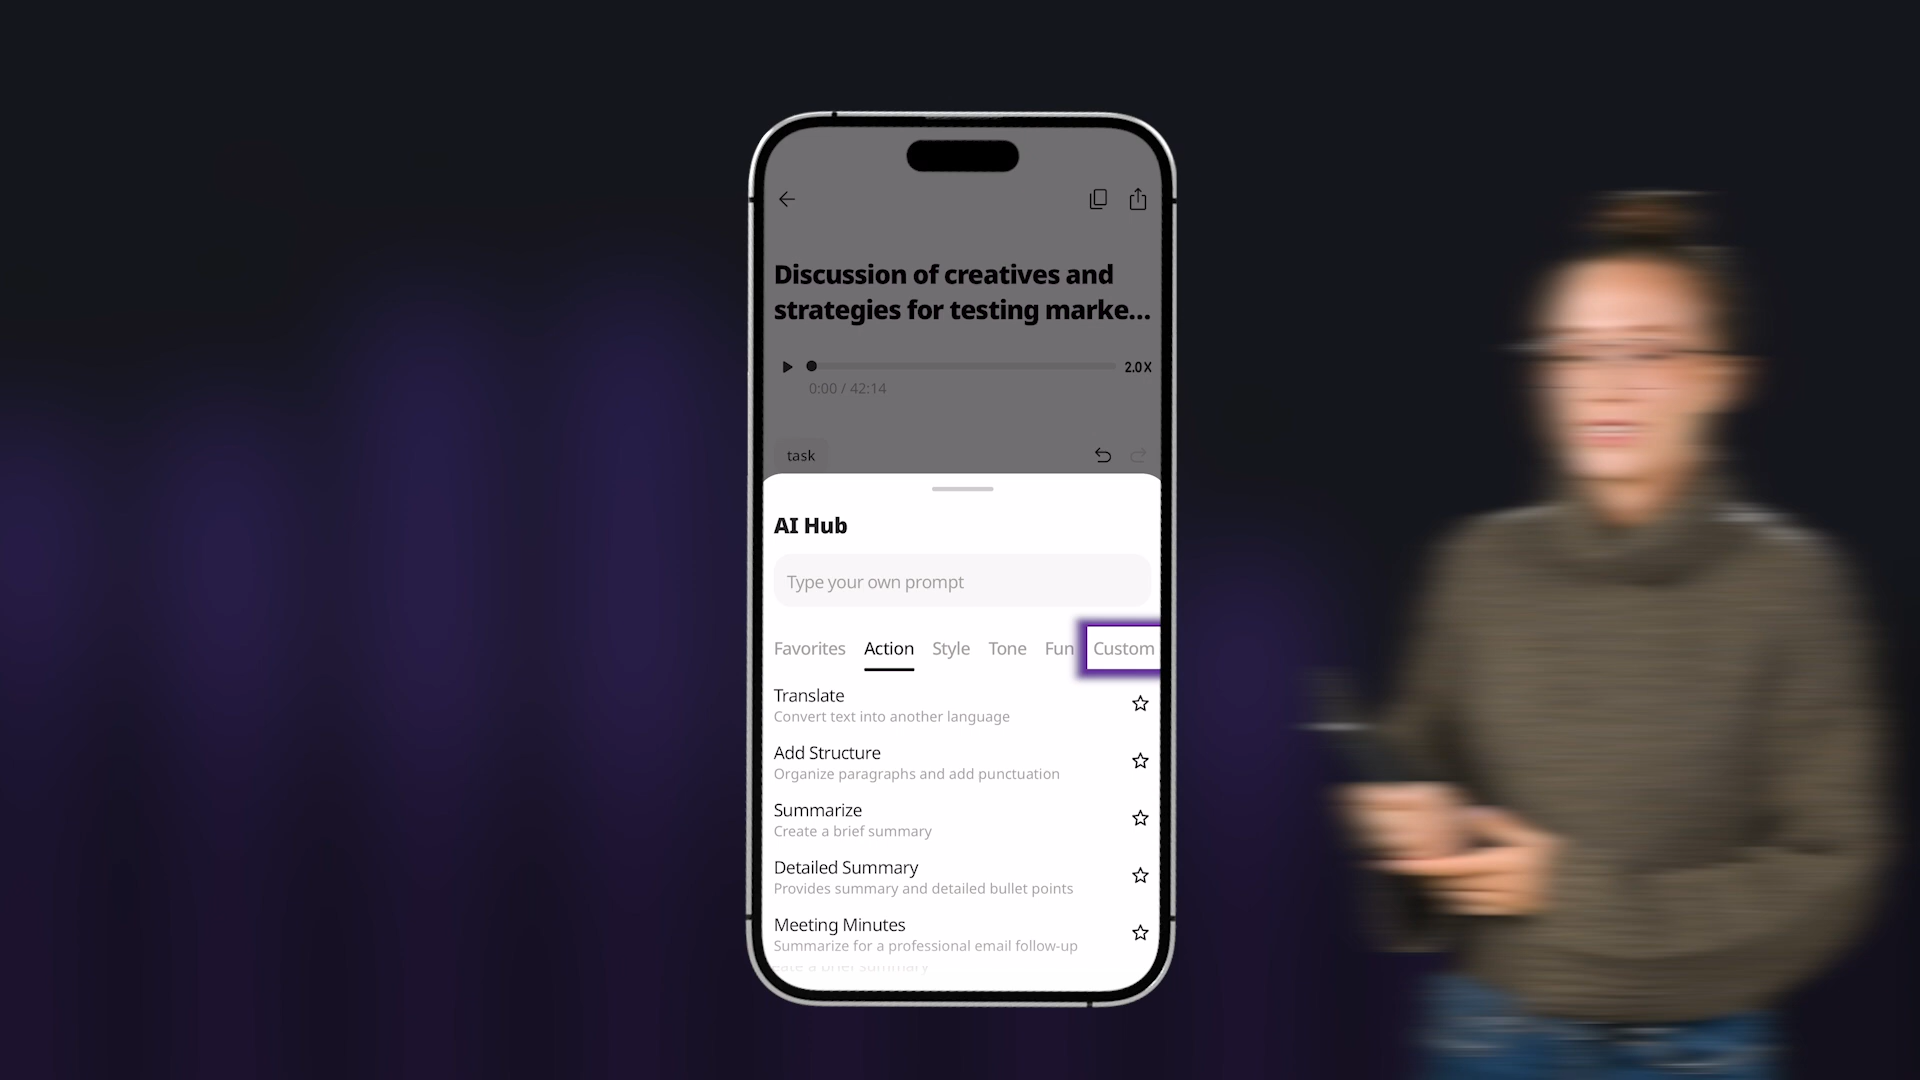 Discussion of creatives and
strategies for testing marke...
2.0X
0:00 / 42:14
task
AI Hub
Type your own prompt
Favorites Action Style Tone Fun Custom
Translate
Convert text into another language
Add Structure
Organize paragraphs and add punctuation
Summarize
Create a brief summary
Detailed Summary
Provides summary and detailed bullet points
Meeting Minutes
Summarize for a professional email follow-up